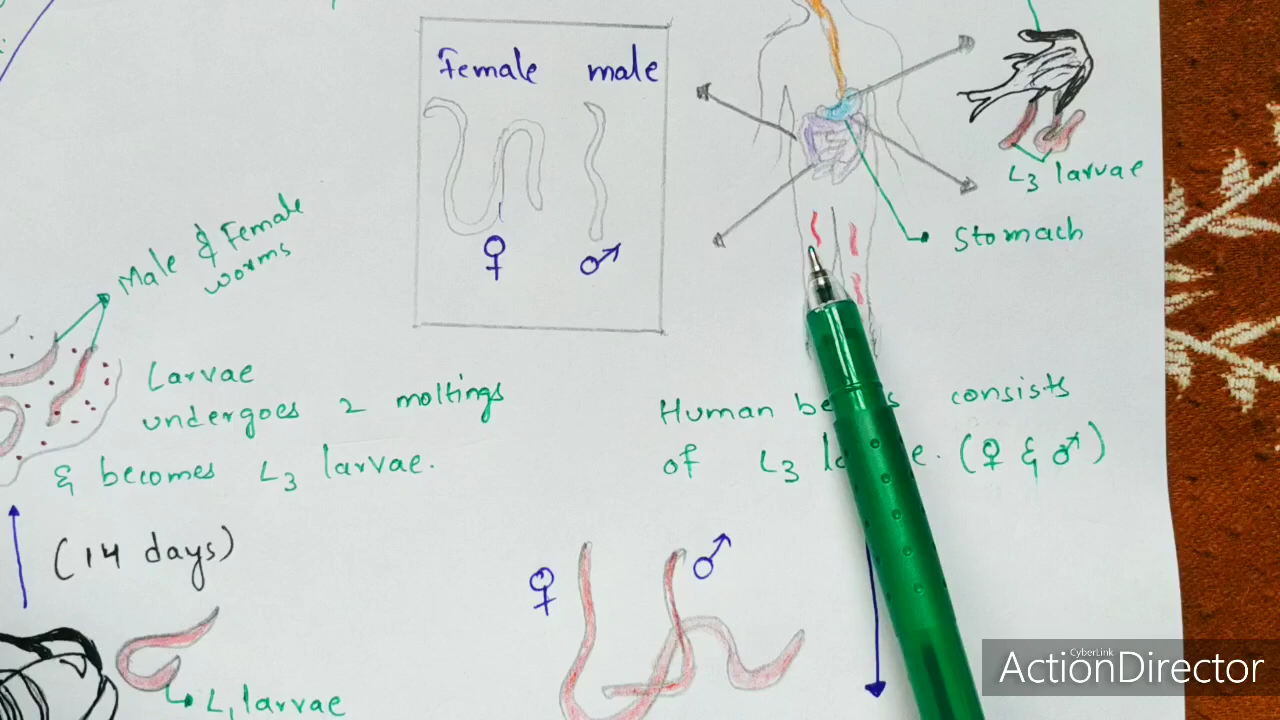 Female male
♀ ♂
L3 larvae
Stomach
Male & Female
worms
Larvae
undergoes 2 moltings
& becomes L3 larvae.
Human consists
of L3 (♀ & ♂)
(14 days)
♀ ♂
L1 larvae
CyberLink
ActionDirector